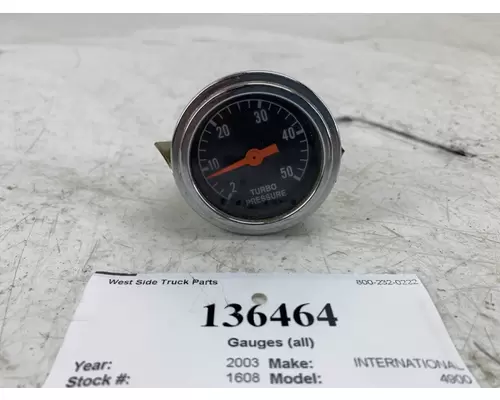 30
20
40
10
50
2
TURBO
PRESSURE
West Side Truck Parts 800-232-0222
136464
Gauges (all)
Year: 2003 Make: INTERNATIONAL
Stock #: 1608 Model: 4900